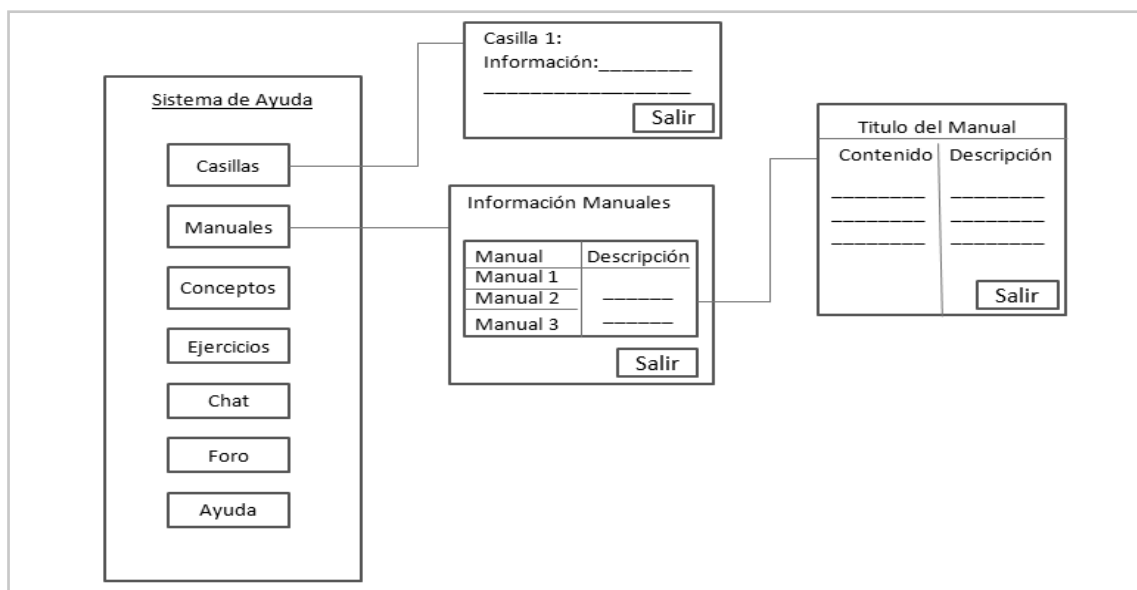 Sistema de Ayuda
Casillas
Manuales
Conceptos
Ejercicios
Chat
Foro
Ayuda
Casilla 1:
Información:________
__________________
Salir
Información Manuales
Manual Descripción
Manual 1
Manual 2 ______
Manual 3 ______
Salir
Titulo del Manual
Contenido Descripción
________ ________
________ ________
________ ________
Salir